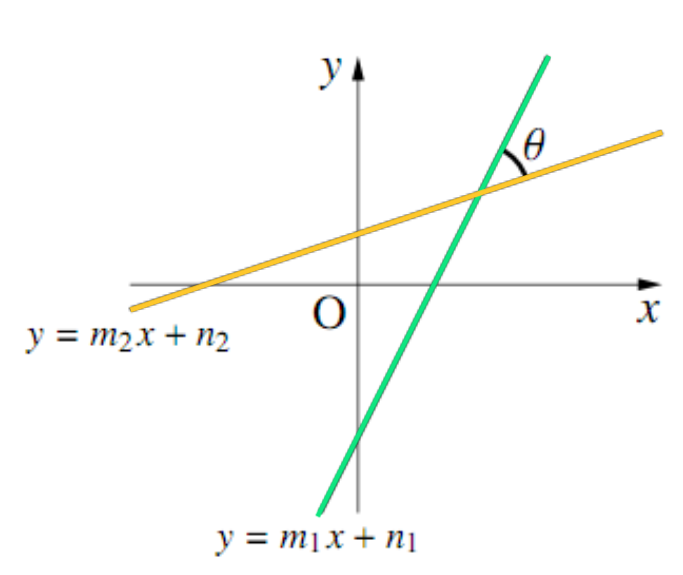 y
θ
O
x
y = m₂x + n₂
y = m₁x + n₁